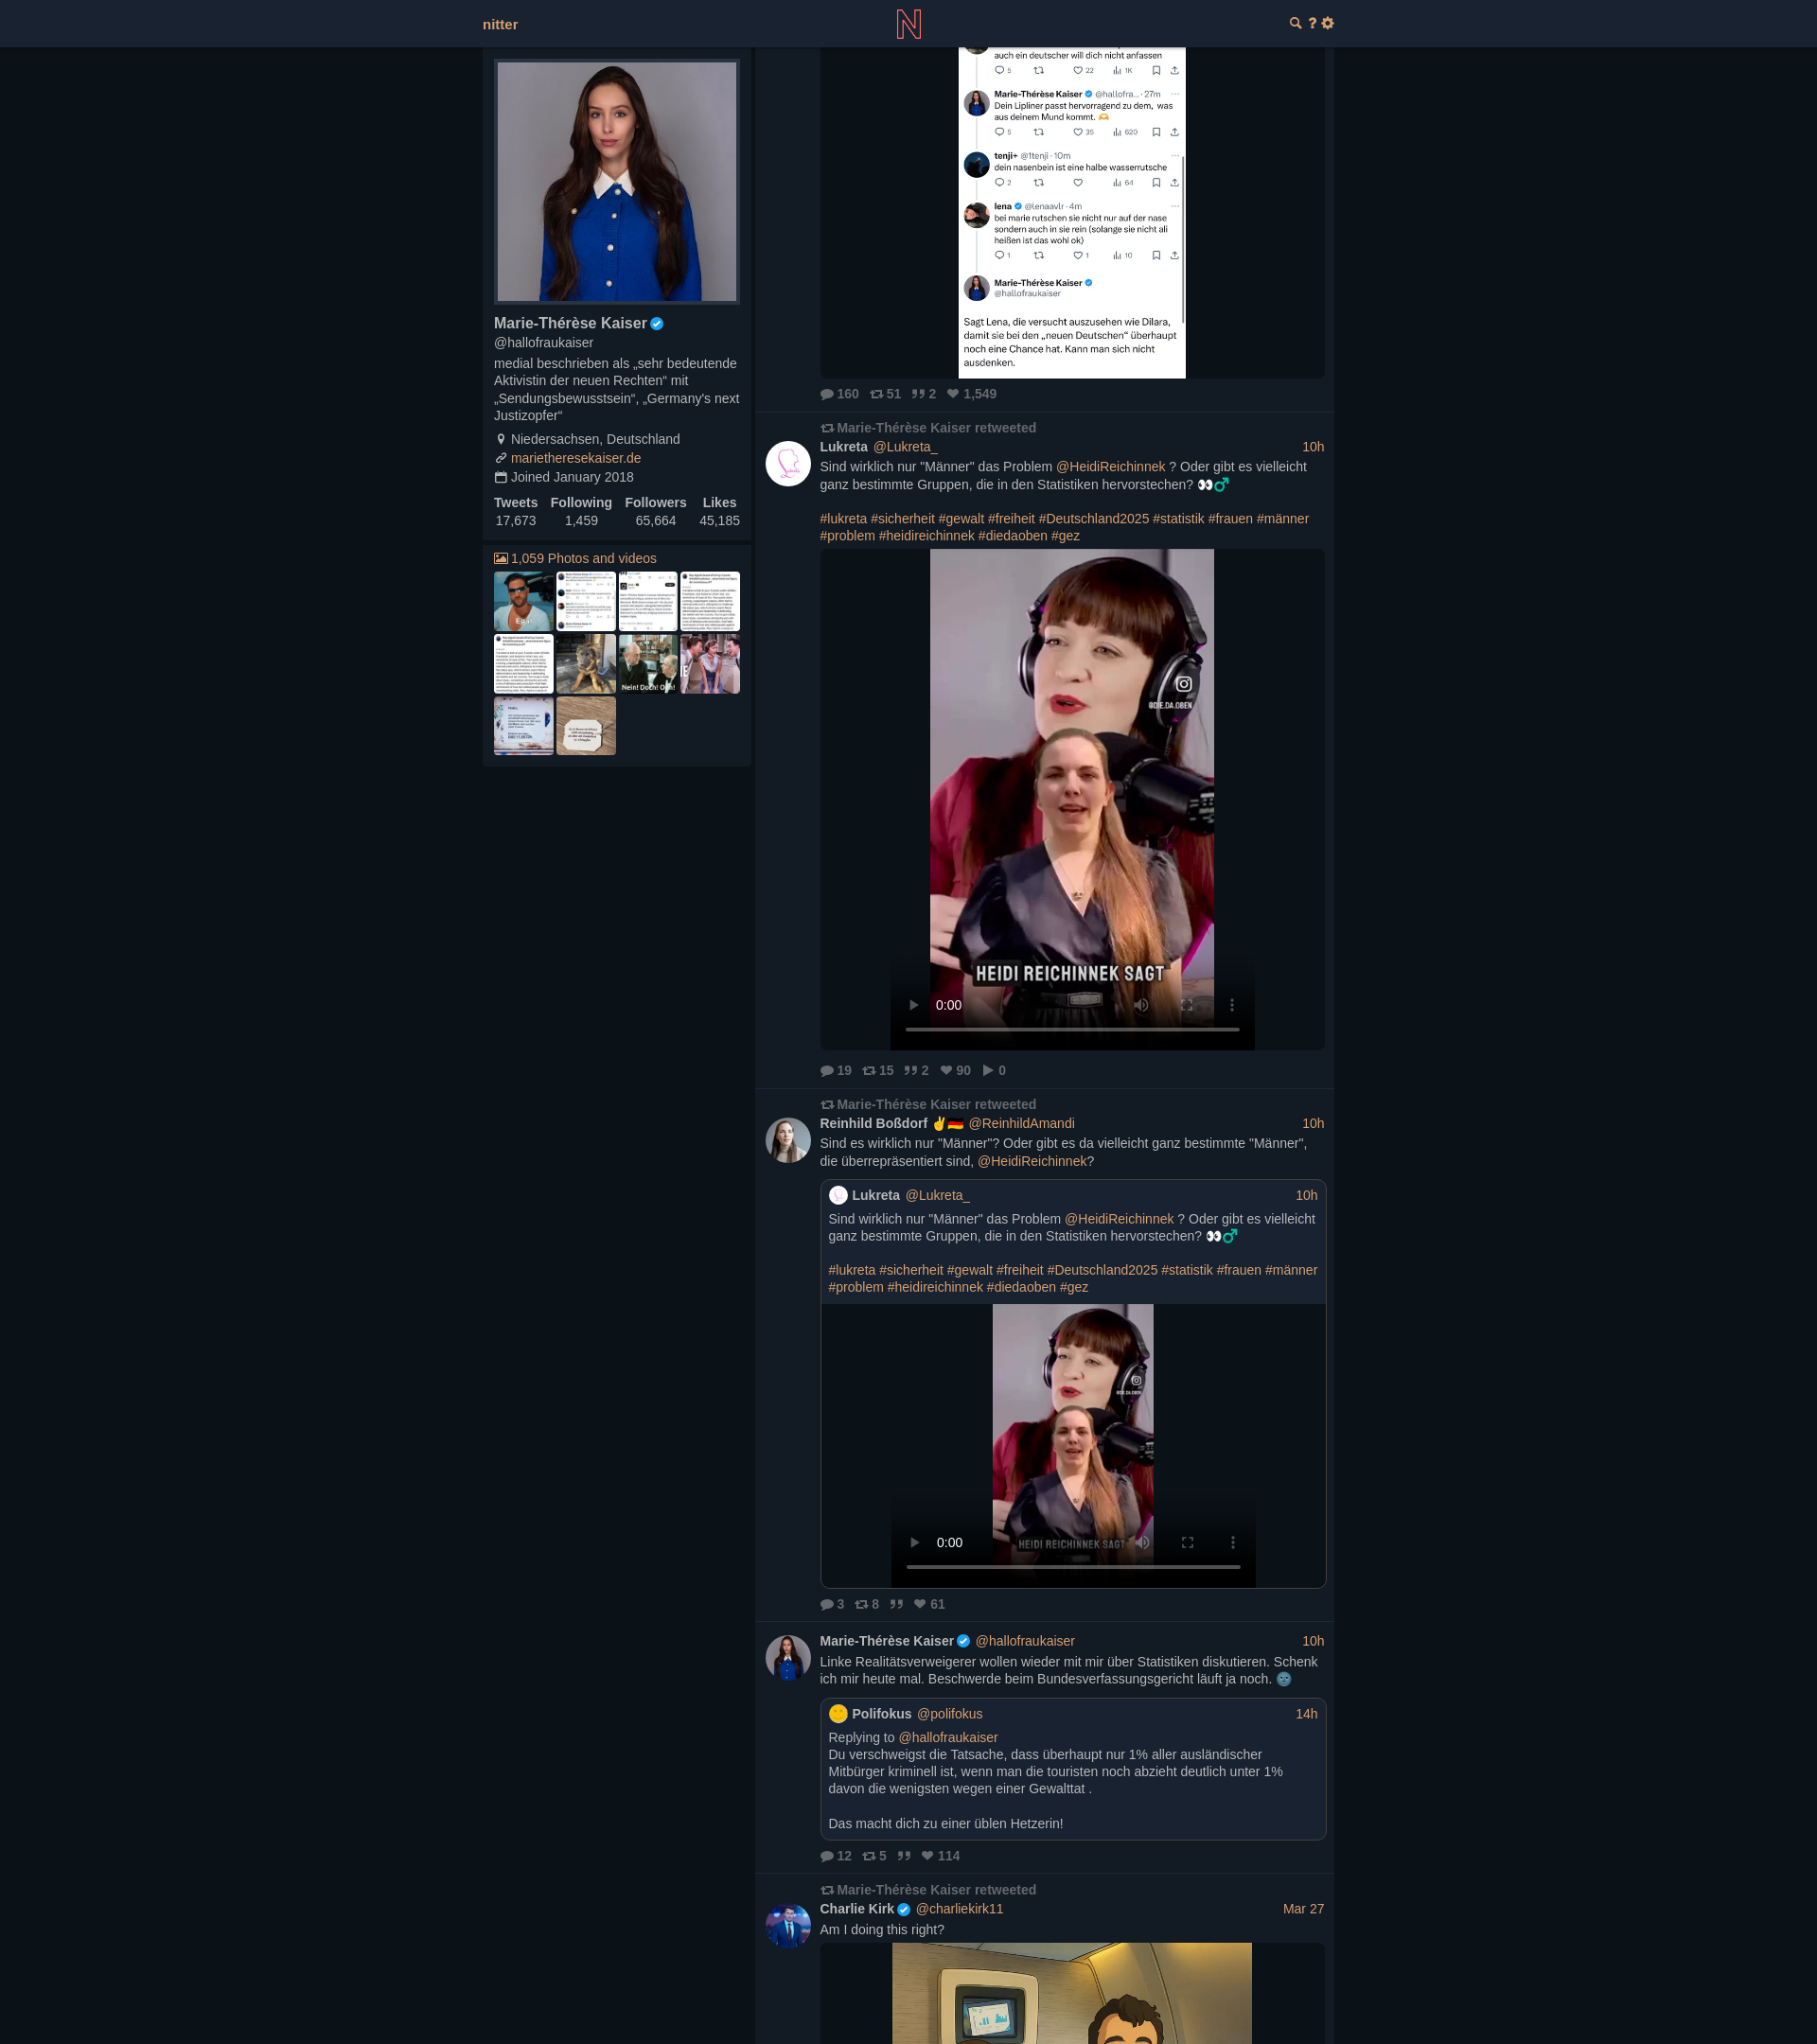 nitter
Marie-Thérèse Kaiser
@hallofraukaiser
medial beschrieben als „sehr bedeutende
Aktivistin der neuen Rechten“ mit
„Sendungsbewusstsein“, „Germany's next
Justizopfer“
Niedersachsen, Deutschland
marietheresekaiser.de
Joined January 2018
Tweets Following Followers Likes
17,673 1,459 65,664 45,185
1,059 Photos and videos
Nein! Doch! Ooh!
auch ein deutscher will dich nicht anfassen
5 22 1K
Marie-Thérèse Kaiser @hallofra... · 27m
Dein Lipliner passt hervorragend zu dem, was
aus deinem Mund kommt.
5 35 620
tenji+ @1tenji · 10m
dein nasenbein ist eine halbe wasserrutsche
2 64
lena @lenaavlr · 4m
bei marie rutschen sie nicht nur auf der nase
sondern auch in sie rein (solange sie nicht ali
heißen ist das wohl ok)
1 1 10
Marie-Thérèse Kaiser
@hallofraukaiser
Sagt Lena, die versucht auszusehen wie Dilara,
damit sie bei den „neuen Deutschen“ überhaupt
noch eine Chance hat. Kann man sich nicht
ausdenken.
160 51 2 1,549
Marie-Thérèse Kaiser retweeted
Lukreta @Lukreta_ 10h
Sind wirklich nur "Männer" das Problem @HeidiReichinnek ? Oder gibt es vielleicht
ganz bestimmte Gruppen, die in den Statistiken hervorstechen? 👀♂️
#lukreta #sicherheit #gewalt #freiheit #Deutschland2025 #statistik #frauen #männer
#problem #heidireichinnek #diedaoben #gez
@DIE.DA.OBEN
HEIDI REICHINNEK SAGT
0:00
19 15 2 90 0
Marie-Thérèse Kaiser retweeted
Reinhild Boßdorf ✌️🇩🇪 @ReinhildAmandi 10h
Sind es wirklich nur "Männer"? Oder gibt es da vielleicht ganz bestimmte "Männer",
die überrepräsentiert sind, @HeidiReichinnek?
Lukreta @Lukreta_ 10h
Sind wirklich nur "Männer" das Problem @HeidiReichinnek ? Oder gibt es vielleicht
ganz bestimmte Gruppen, die in den Statistiken hervorstechen? 👀♂️
#lukreta #sicherheit #gewalt #freiheit #Deutschland2025 #statistik #frauen #männer
#problem #heidireichinnek #diedaoben #gez
@DIE.DA.OBEN
HEIDI REICHINNEK SAGT
0:00
3 8 61
Marie-Thérèse Kaiser @hallofraukaiser 10h
Linke Realitätsverweigerer wollen wieder mit mir über Statistiken diskutieren. Schenk
ich mir heute mal. Beschwerde beim Bundesverfassungsgericht läuft ja noch. 🌚
Polifokus @polifokus 14h
Replying to @hallofraukaiser
Du verschweigst die Tatsache, dass überhaupt nur 1% aller ausländischer
Mitbürger kriminell ist, wenn man die touristen noch abzieht deutlich unter 1%
davon die wenigsten wegen einer Gewalttat .
Das macht dich zu einer üblen Hetzerin!
12 5 114
Marie-Thérèse Kaiser retweeted
Charlie Kirk @charliekirk11 Mar 27
Am I doing this right?